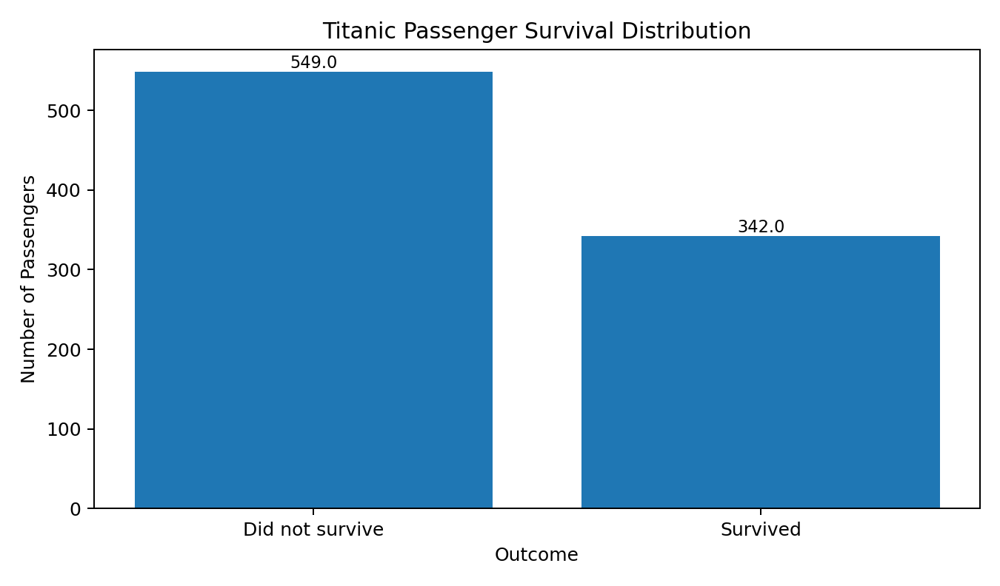 Titanic Passenger Survival Distribution
549.0
342.0
Number of Passengers
500
400
300
200
100
0
Did not survive
Survived
Outcome